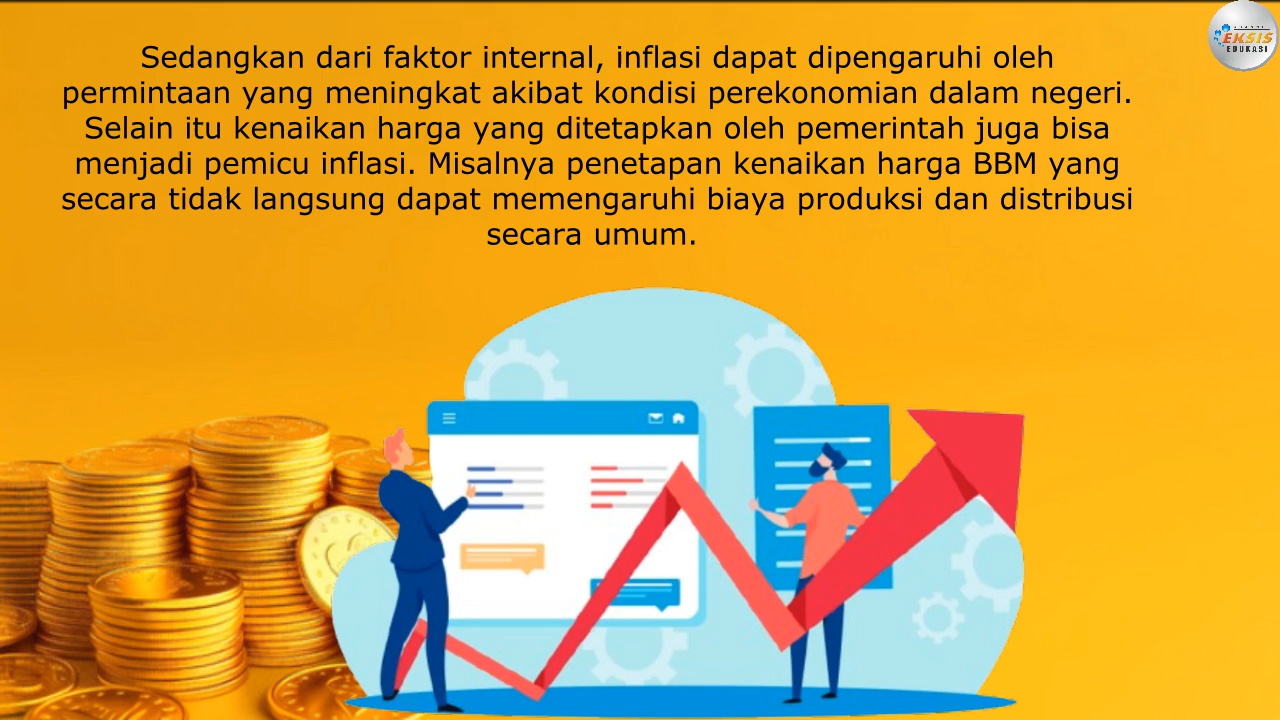 Sedangkan dari faktor internal, inflasi dapat dipengaruhi oleh
permintaan yang meningkat akibat kondisi perekonomian dalam negeri.
Selain itu kenaikan harga yang ditetapkan oleh pemerintah juga bisa
menjadi pemicu inflasi. Misalnya penetapan kenaikan harga BBM yang
secara tidak langsung dapat memengaruhi biaya produksi dan distribusi
secara umum.
EKSIS
EDUKASI